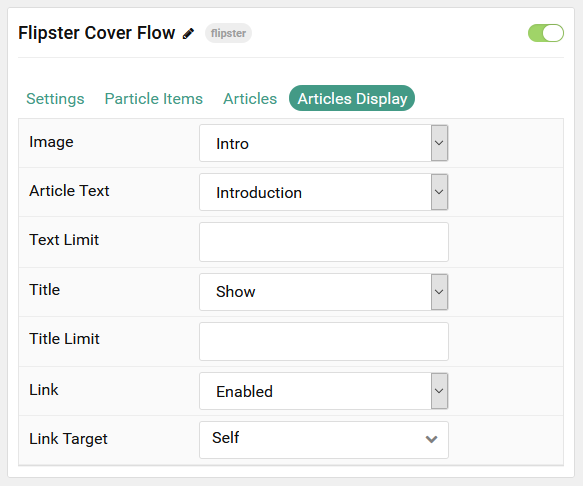 Flipster Cover Flow flipster
Settings Particle Items Articles Articles Display
Image Intro
Article Text Introduction
Text Limit
Title Show
Title Limit
Link Enabled
Link Target Self